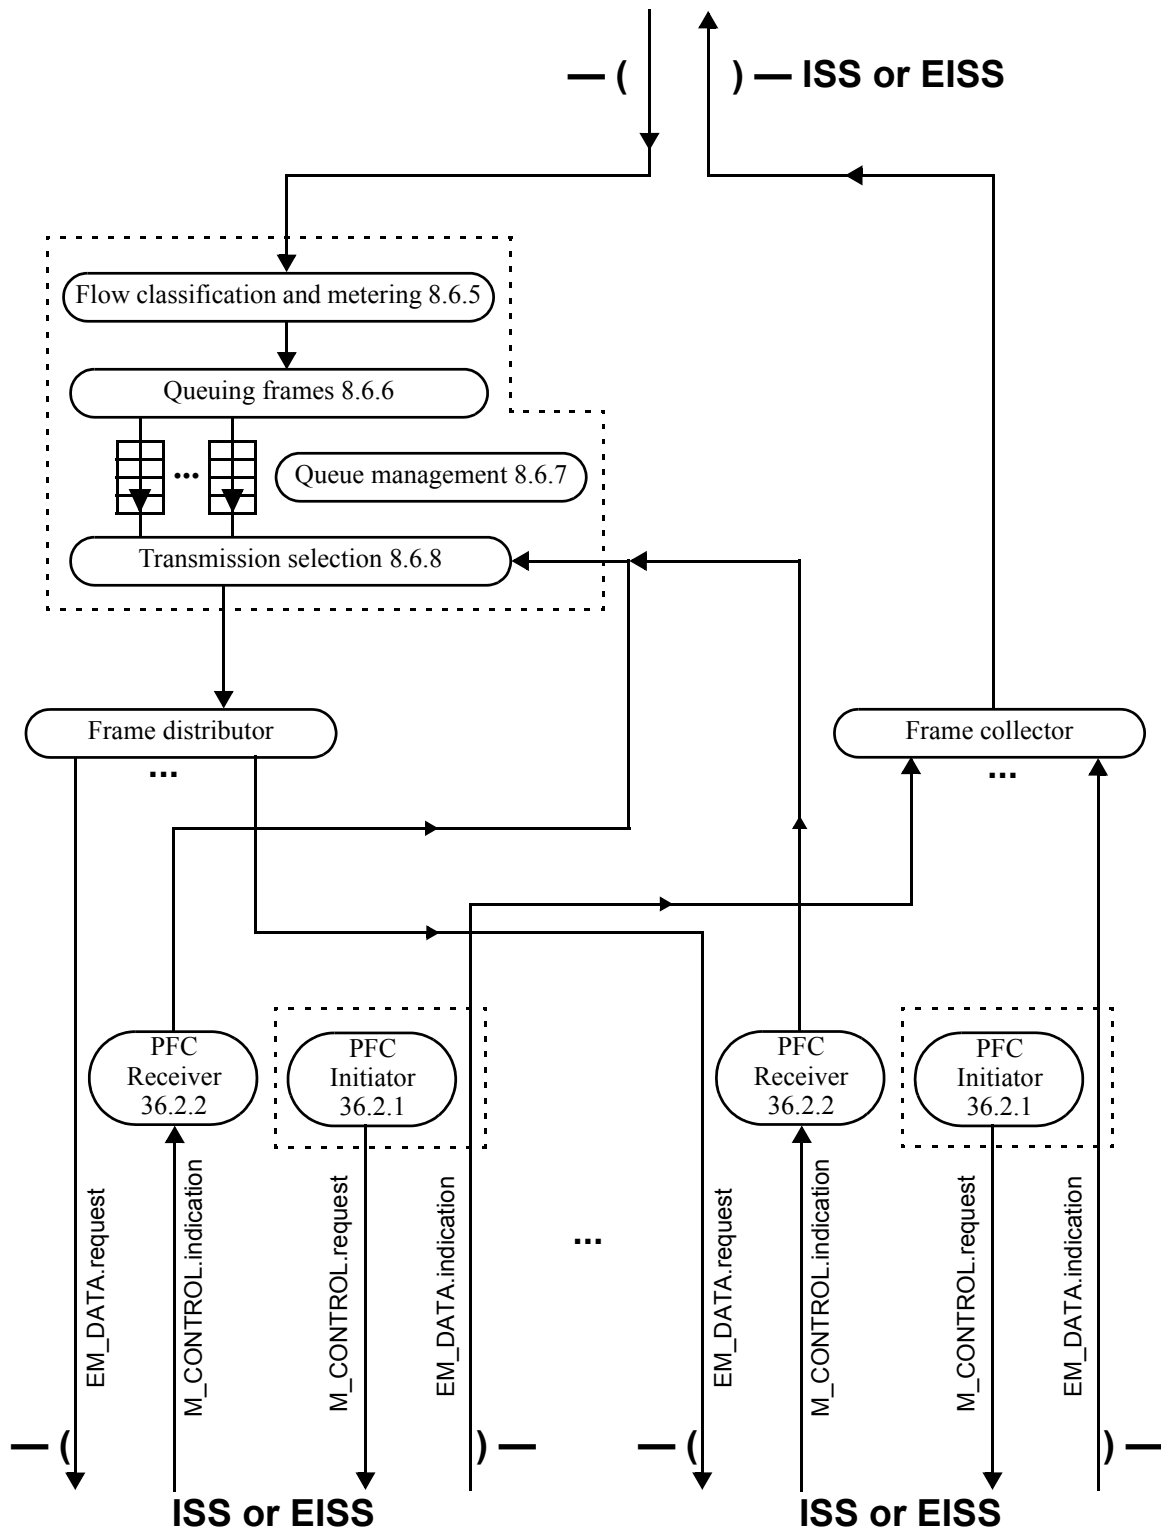 — ( ) — ISS or EISS
Flow classification and metering 8.6.5
Queuing frames 8.6.6
...
Queue management 8.6.7
Transmission selection 8.6.8
Frame distributor
...
Frame collector
...
PFC
Receiver
36.2.2
PFC
Initiator
36.2.1
PFC
Receiver
36.2.2
PFC
Initiator
36.2.1
EM_DATA.request
M_CONTROL.indication
M_CONTROL.request
EM_DATA.indication
...
EM_DATA.request
M_CONTROL.indication
M_CONTROL.request
EM_DATA.indication
— ( ) —
— ( ) —
ISS or EISS
ISS or EISS